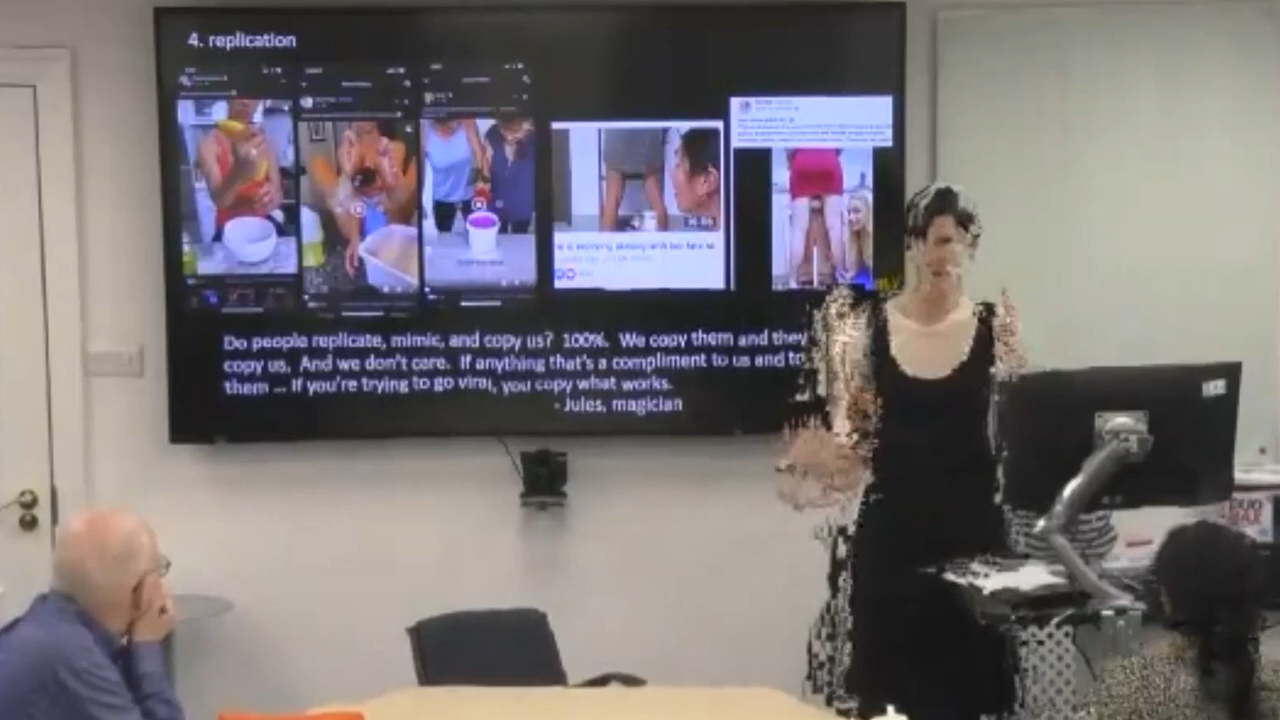 4. replication
Do people replicate, mimic, and copy us? 100%. We copy them and they
copy us. And we don't care. If anything that's a compliment to us and to
them ... If you're trying to go viral, you copy what works.
- Jules, magician